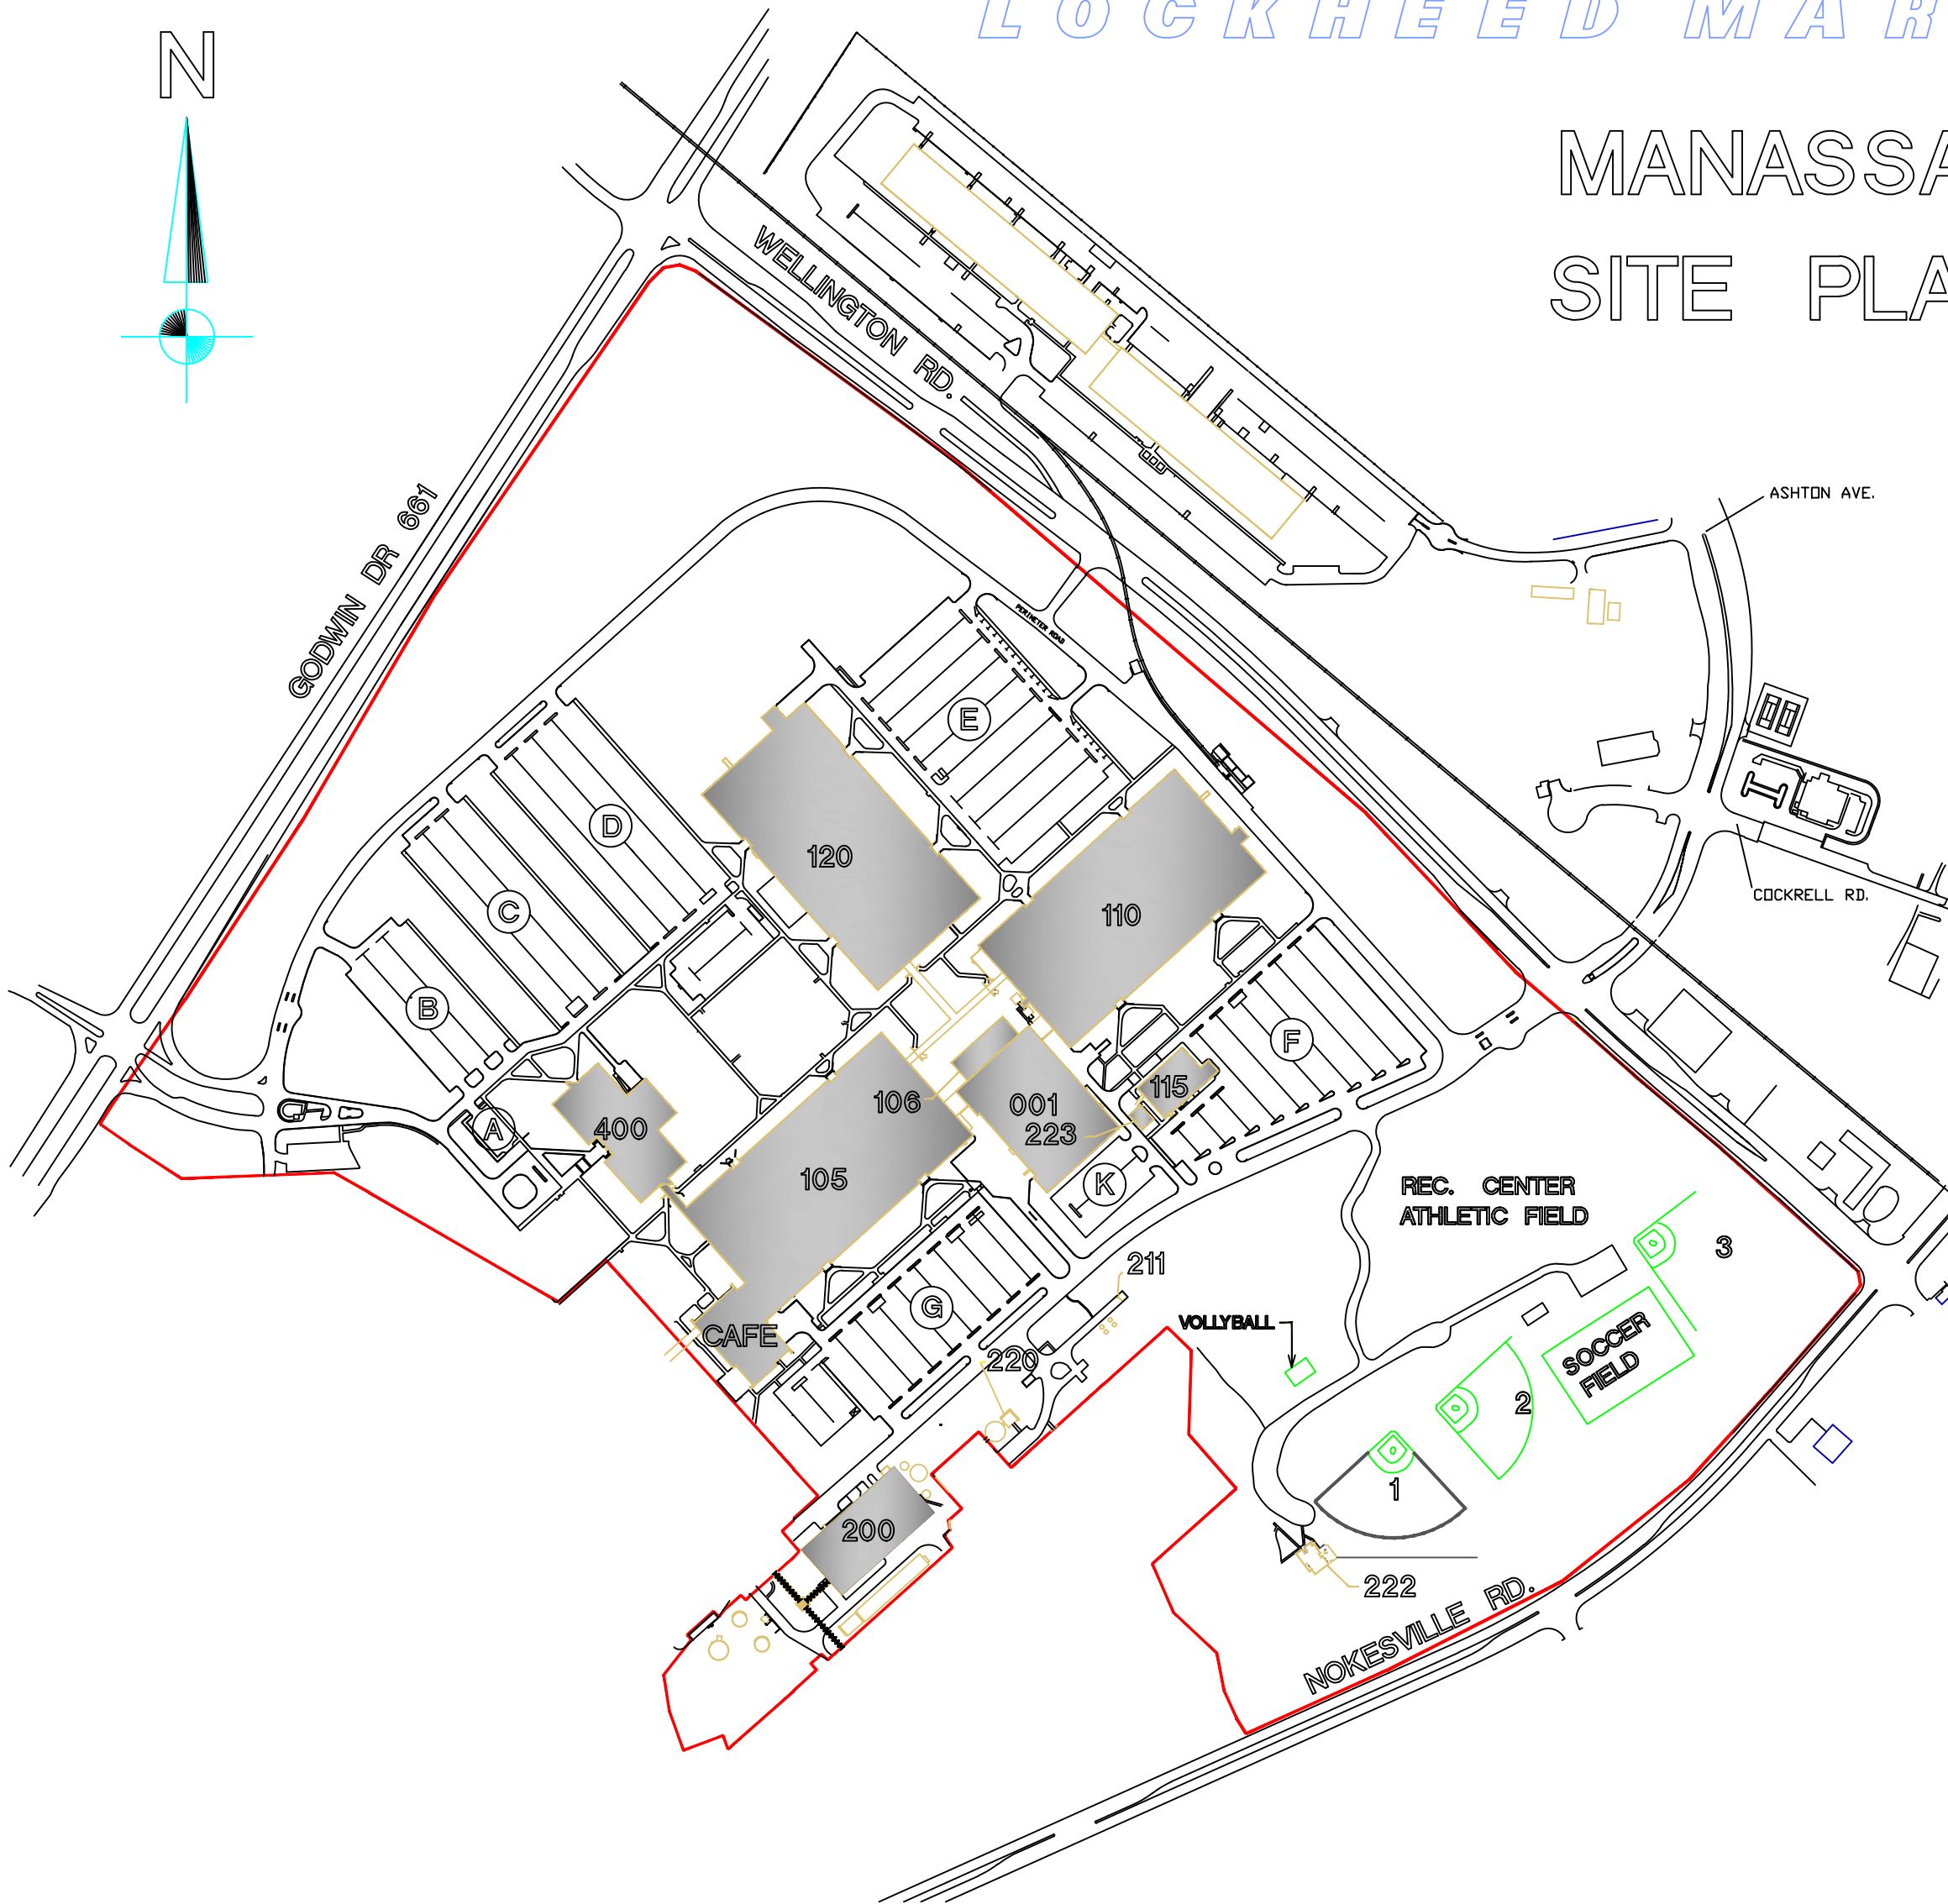 LOCKHEED MAR
N
MANASSA
SITE PLA
WELLINGTON RD.
GODWIN DR 661
ASHTON AVE.
PERIMETER ROAD
E
D
120
C
110
COCKRELL RD.
B
F
A
400
106
001
115
223
105
K
REC. CENTER
ATHLETIC FIELD
3
211
G
VOLLYBALL
CAFE
220
SOCCER
FIELD
2
1
200
222
NOKESVILLE RD.